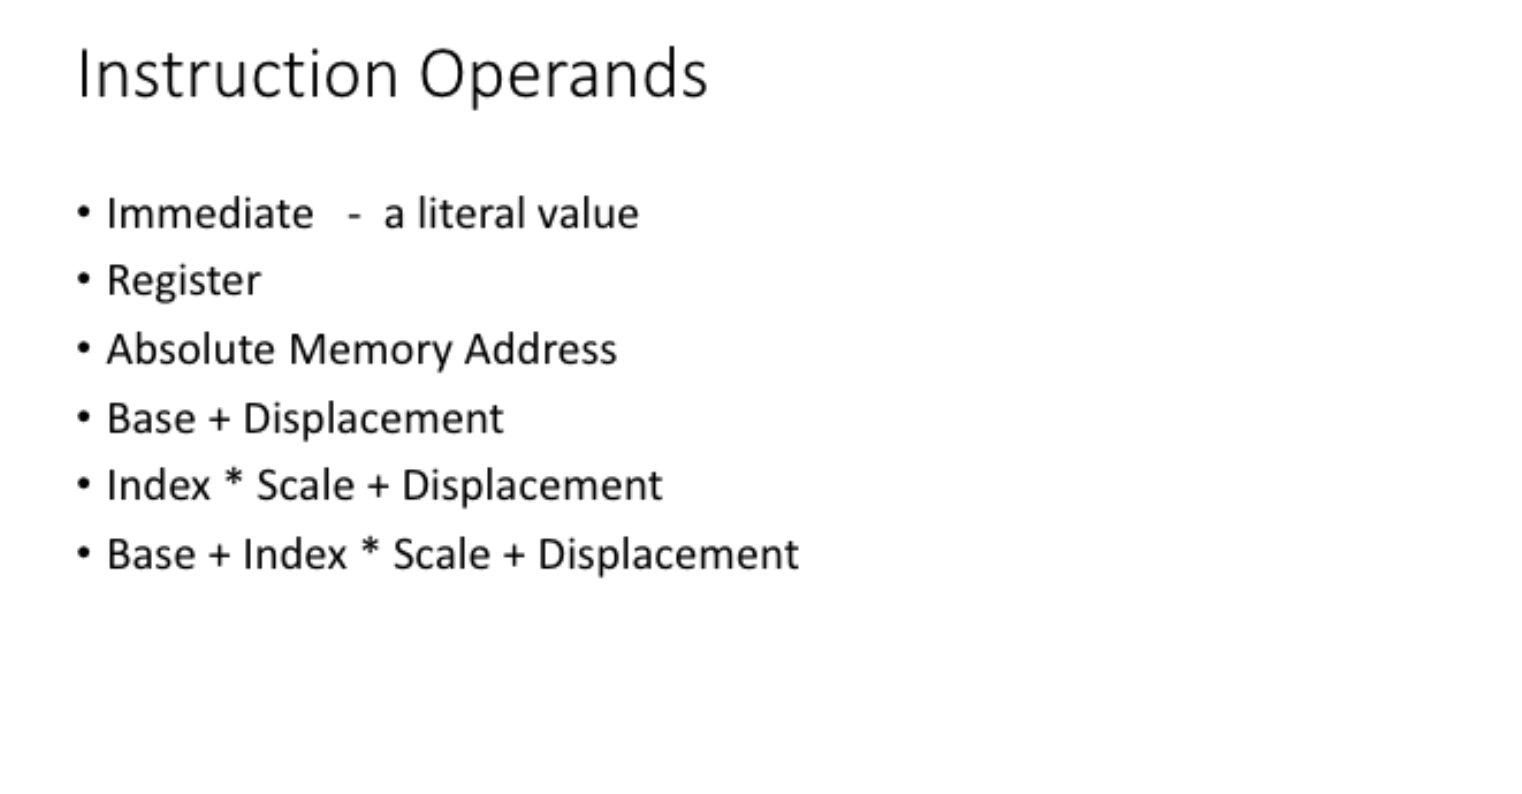 Instruction Operands
• Immediate - a literal value
• Register
• Absolute Memory Address
• Base + Displacement
• Index * Scale + Displacement
• Base + Index * Scale + Displacement